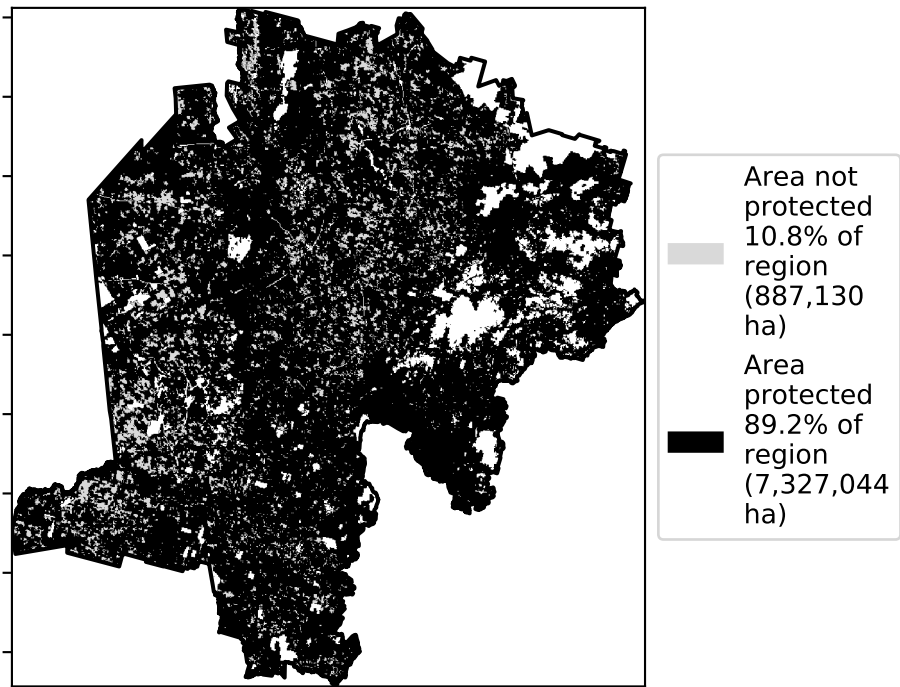 Area not
protected
10.8% of
region
(887,130
ha)
Area
protected
89.2% of
region
(7,327,044
ha)